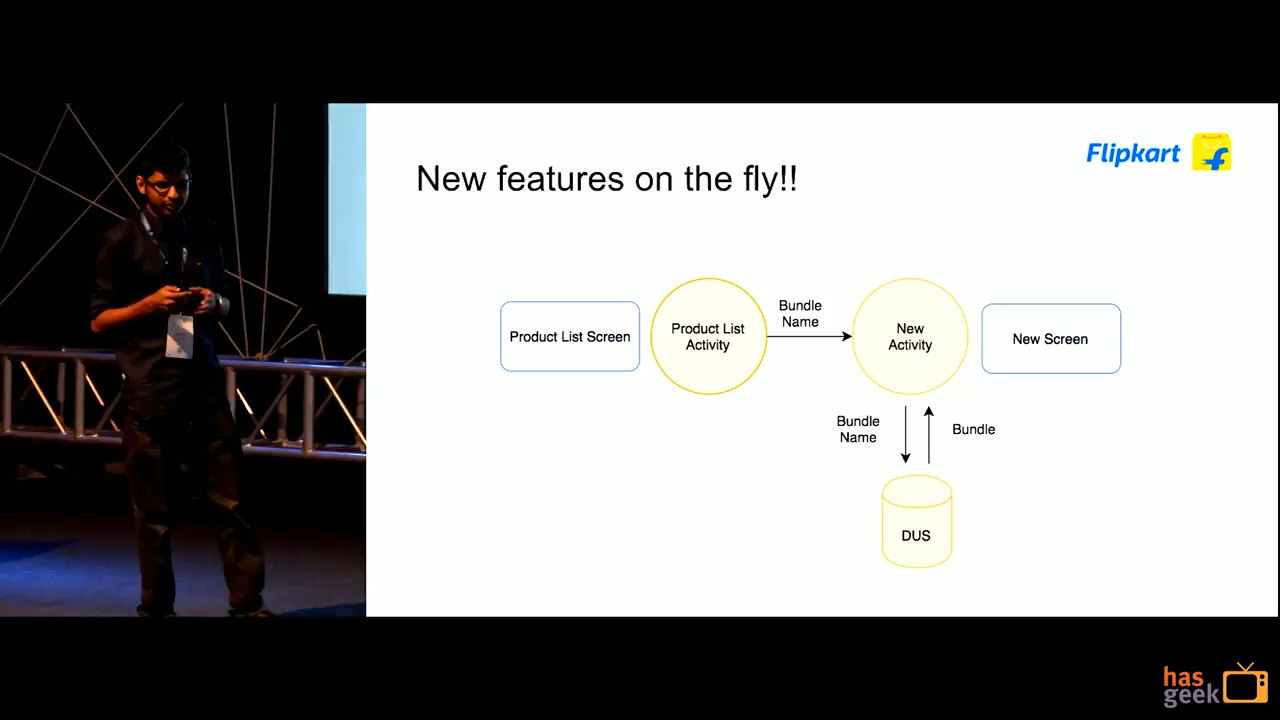 Flipkart
New features on the fly!!
Product List Screen
Product List
Activity
Bundle
Name
New
Activity
New Screen
Bundle
Name
Bundle
DUS
has
geek